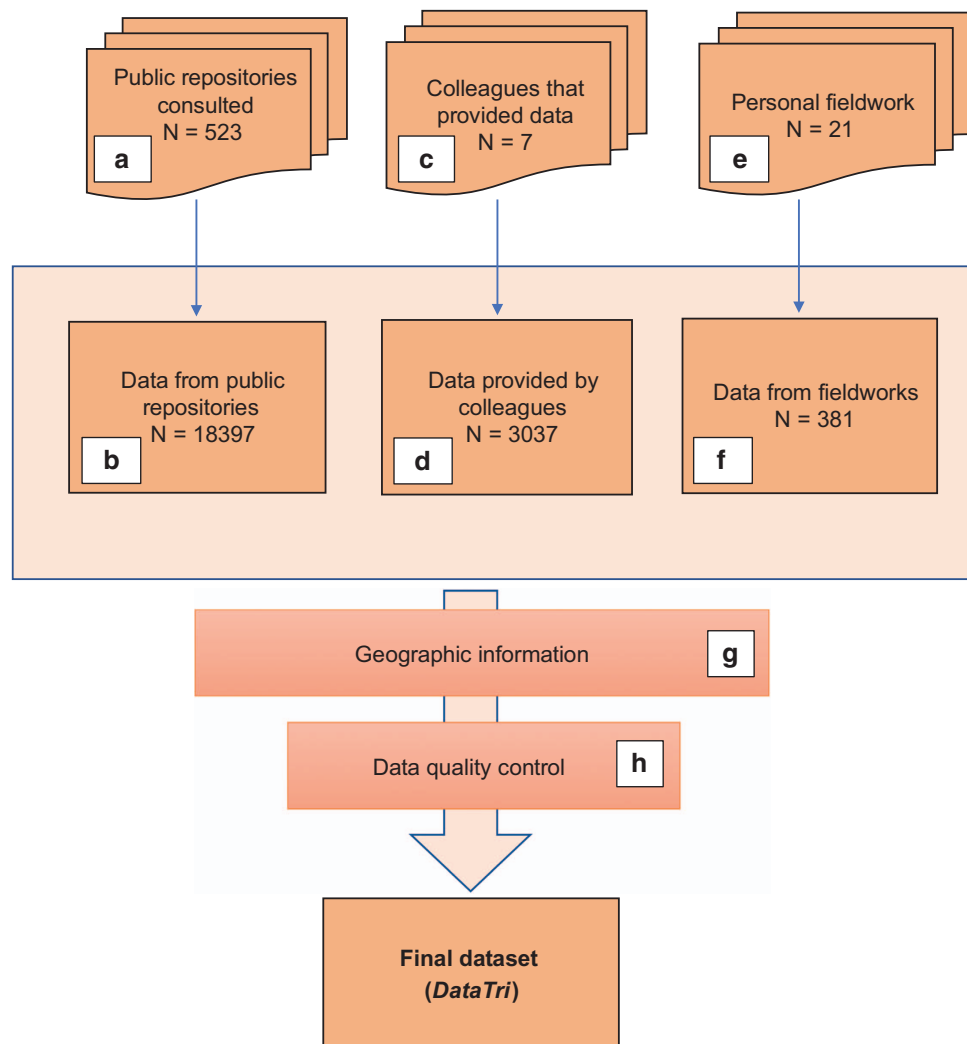 Public repositories
consulted
N = 523
a
Colleagues that
provided data
N = 7
c
Personal fieldwork
N = 21
e
Data from public
repositories
N = 18397
b
Data provided by
colleagues
N = 3037
d
Data from fieldworks
N = 381
f
Geographic information
g
Data quality control
h
Final dataset
(DataTri)